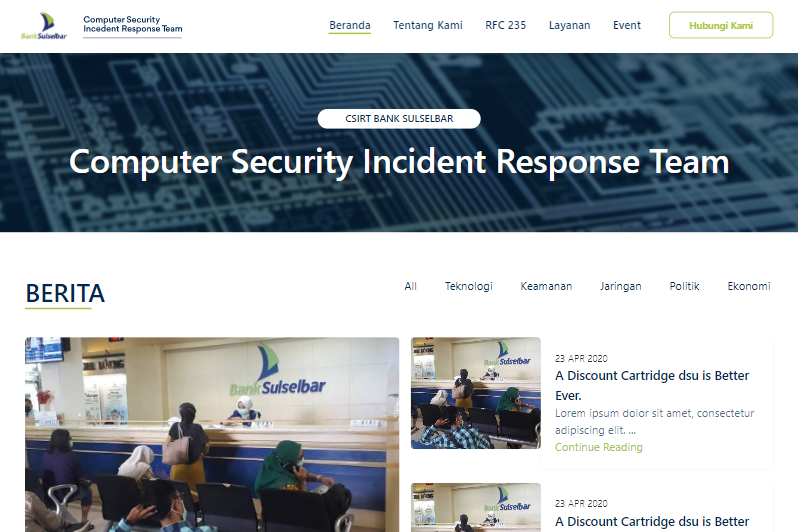 BankSulselbar
Computer Security
Incedent Response Team
Beranda
Tentang Kami
RFC 235
Layanan
Event
Hubungi Kami
CSIRT BANK SULSELBAR
Computer Security Incident Response Team
BERITA
All
Teknologi
Keamanan
Jaringan
Politik
Ekonomi
Bank Sulselbar
Bank Sulselbar
23 APR 2020
A Discount Cartridge dsu is Better
Ever.
Lorem ipsum dolor sit amet, consectetur
adipiscing elit. ...
Continue Reading
Bank Sulselbar
23 APR 2020
A Discount Cartridge dsu is Better